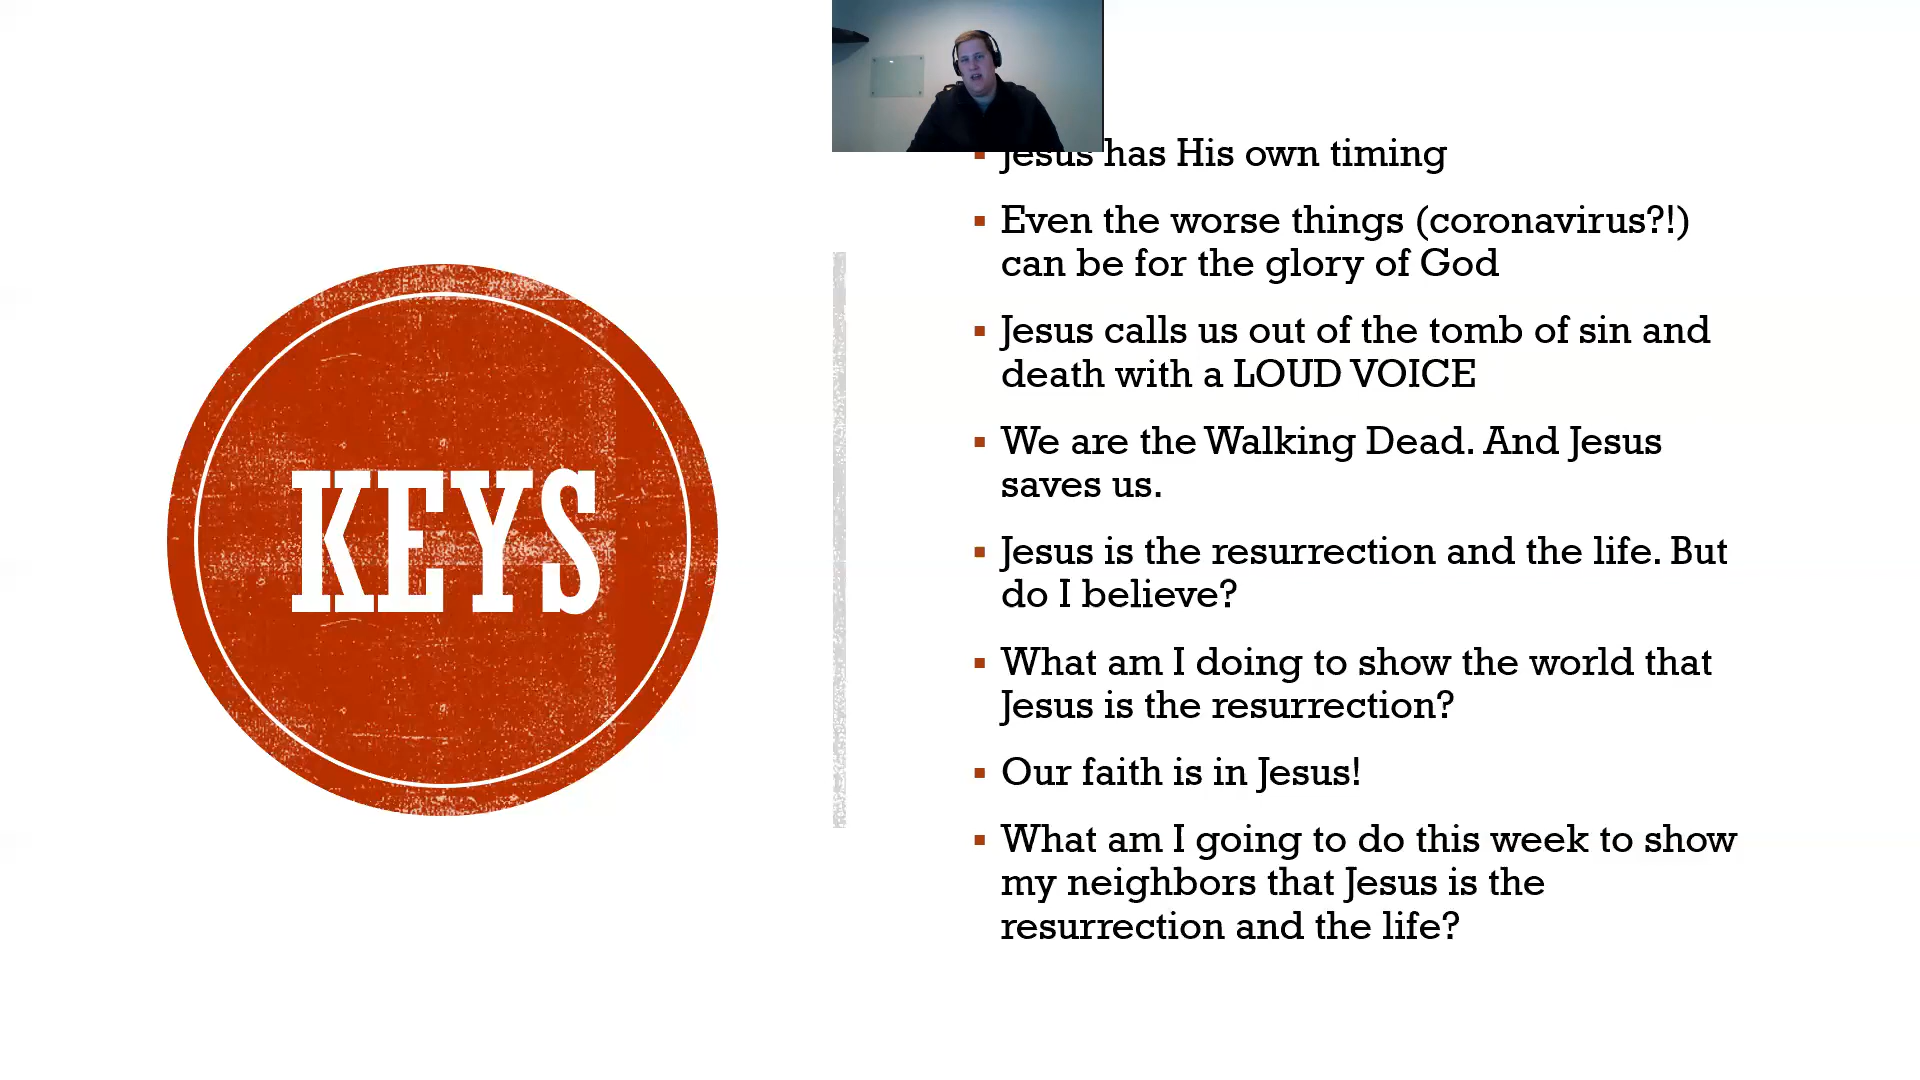 KEYS
Jesus has His own timing
Even the worse things (coronavirus?!)
can be for the glory of God
Jesus calls us out of the tomb of sin and
death with a LOUD VOICE
We are the Walking Dead. And Jesus
saves us.
Jesus is the resurrection and the life. But
do I believe?
What am I doing to show the world that
Jesus is the resurrection?
Our faith is in Jesus!
What am I going to do this week to show
my neighbors that Jesus is the
resurrection and the life?